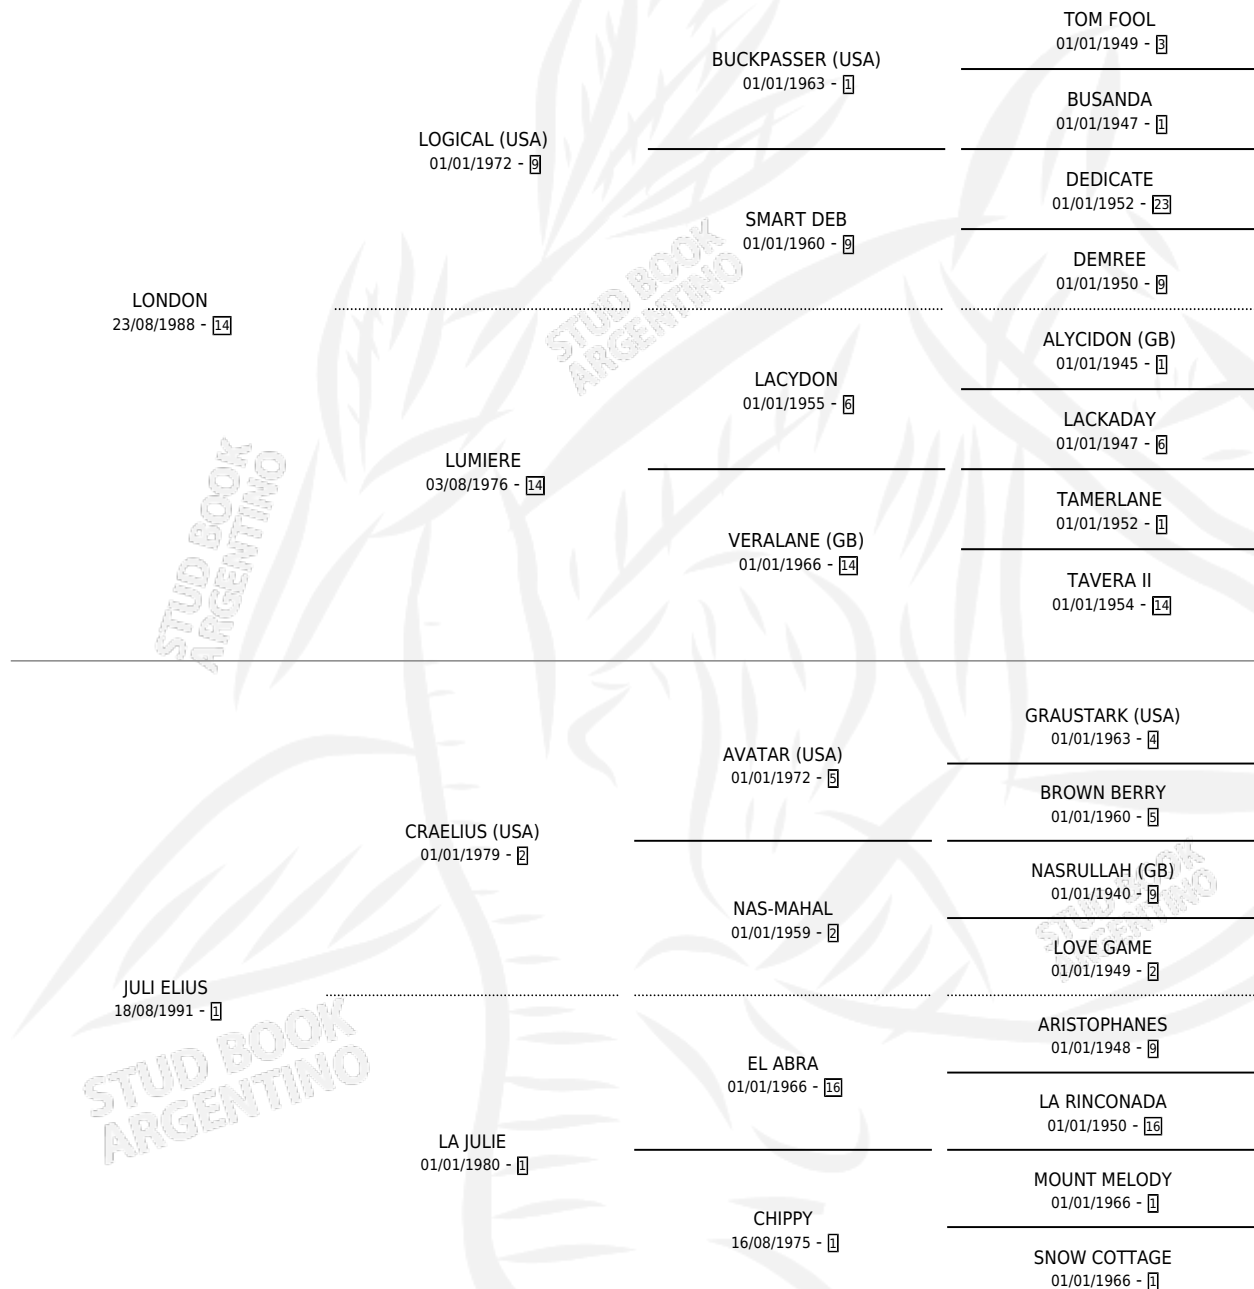 TOM FOOL
01/01/1949 - 3
BUCKPASSER (USA)
01/01/1963 - 1
BUSANDA
01/01/1947 - 1
LOGICAL (USA)
01/01/1972 - 9
DEDICATE
01/01/1952 - 23
SMART DEB
01/01/1960 - 9
DEMREE
01/01/1950 - 9
LONDON
23/08/1988 - 14
ALYCIDON (GB)
01/01/1945 - 1
LACYDON
01/01/1955 - 6
LACKADAY
01/01/1947 - 6
LUMIERE
03/08/1976 - 14
TAMERLANE
01/01/1952 - 1
VERALANE (GB)
01/01/1966 - 14
TAVERA II
01/01/1954 - 14
GRAUSTARK (USA)
01/01/1963 - 4
AVATAR (USA)
01/01/1972 - 5
BROWN BERRY
01/01/1960 - 5
CRAELIUS (USA)
01/01/1979 - 2
NASRULLAH (GB)
01/01/1940 - 9
NAS-MAHAL
01/01/1959 - 2
LOVE GAME
01/01/1949 - 2
JULI ELIUS
18/08/1991 - 1
ARISTOPHANES
01/01/1948 - 9
EL ABRA
01/01/1966 - 16
LA RINCONADA
01/01/1950 - 16
LA JULIE
01/01/1980 - 1
MOUNT MELODY
01/01/1966 - 1
CHIPPY
16/08/1975 - 1
SNOW COTTAGE
01/01/1966 - 1
STUD BOOK
ARGENTINO
STUD BOOK
ARGENTINO
STUD BOOK
ARGENTINO
STUD BOOK
ARGENTINO